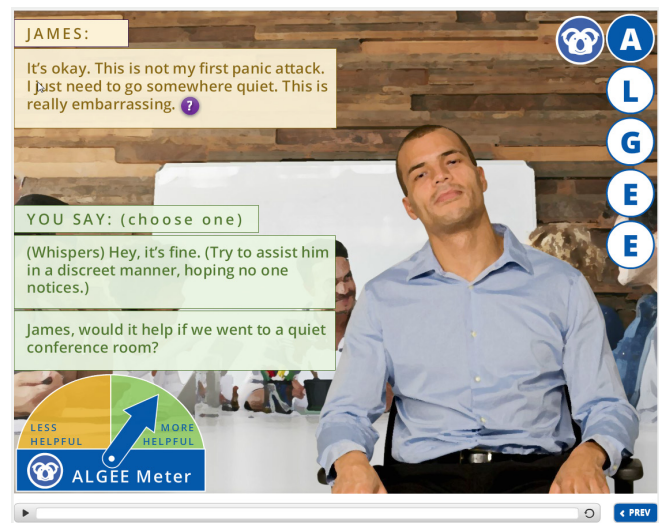 JAMES:
It's okay. This is not my first panic attack.
I just need to go somewhere quiet. This is
really embarrassing. ?
YOU SAY: (choose one)
(Whispers) Hey, it's fine. (Try to assist him
in a discreet manner, hoping no one
notices.)
James, would it help if we went to a quiet
conference room?
A
L
G
E
E
LESS
HELPFUL
MORE
HELPFUL
ALGEE Meter
PREV